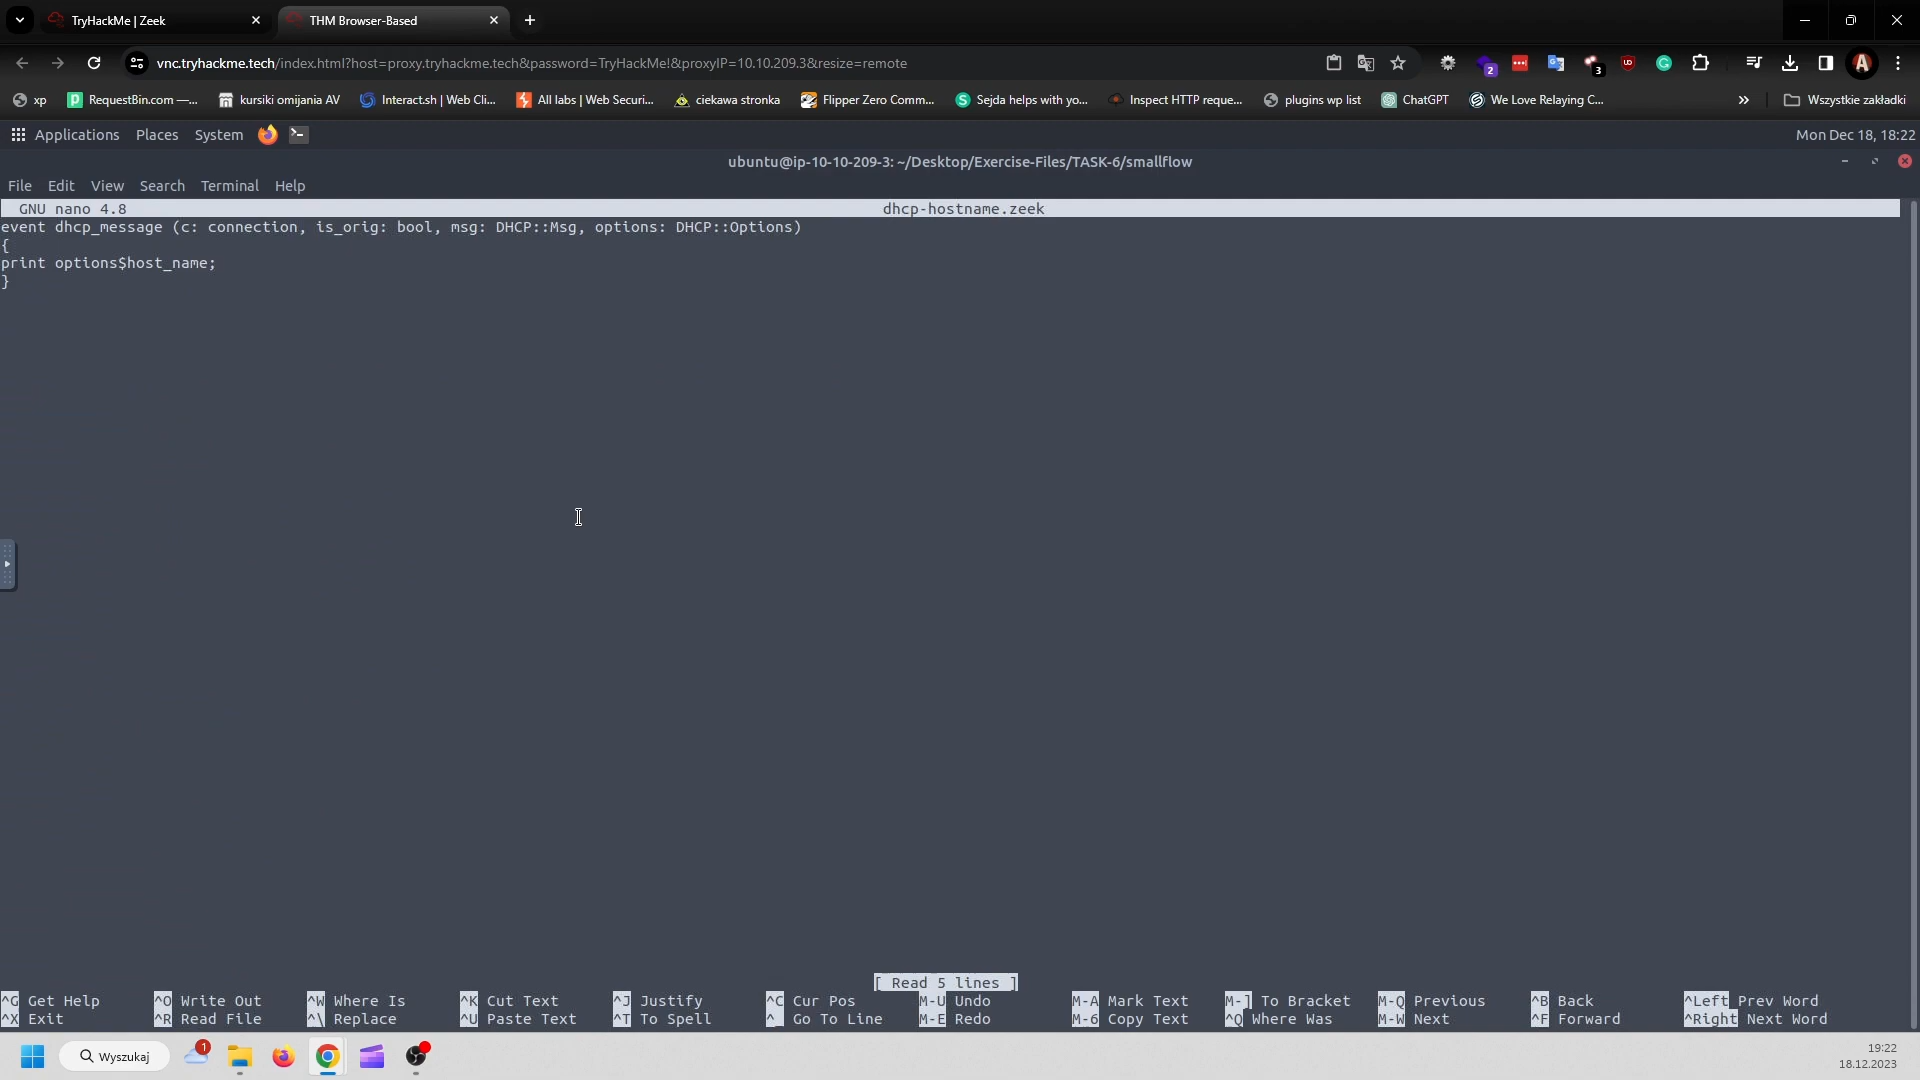 TryHackMe | Zeek
THM Browser-Based
vnc.tryhackme.tech/index.html?host=proxy.tryhackme.tech&password=TryHackMe!&proxyIP=10.10.209.3&resize=remote
2
3
UD
A
xp
RequestBin.com —...
kursiki omijania AV
Interact.sh | Web Cli...
All labs | Web Securi...
ciekawa stronka
Flipper Zero Comm...
Sejda helps with yo...
Inspect HTTP reque...
plugins wp list
ChatGPT
We Love Relaying C...
»
Wszystkie zakładki
Applications Places System
Mon Dec 18, 18:22
ubuntu@ip-10-10-209-3: ~/Desktop/Exercise-Files/TASK-6/smallflow
File Edit View Search Terminal Help
GNU nano 4.8 dhcp-hostname.zeek
event dhcp_message (c: connection, is_orig: bool, msg: DHCP::Msg, options: DHCP::Options)
{
print options$host_name;
}
[ Read 5 lines ]
^G Get Help ^O Write Out ^W Where Is ^K Cut Text ^J Justify ^C Cur Pos M-U Undo M-A Mark Text M-] To Bracket M-Q Previous ^B Back ^Left Prev Word
^X Exit ^R Read File ^\ Replace ^U Paste Text ^T To Spell ^_ Go To Line M-E Redo M-6 Copy Text ^Q Where Was M-W Next ^F Forward ^Right Next Word
Wyszukaj
1
19:22
18.12.2023